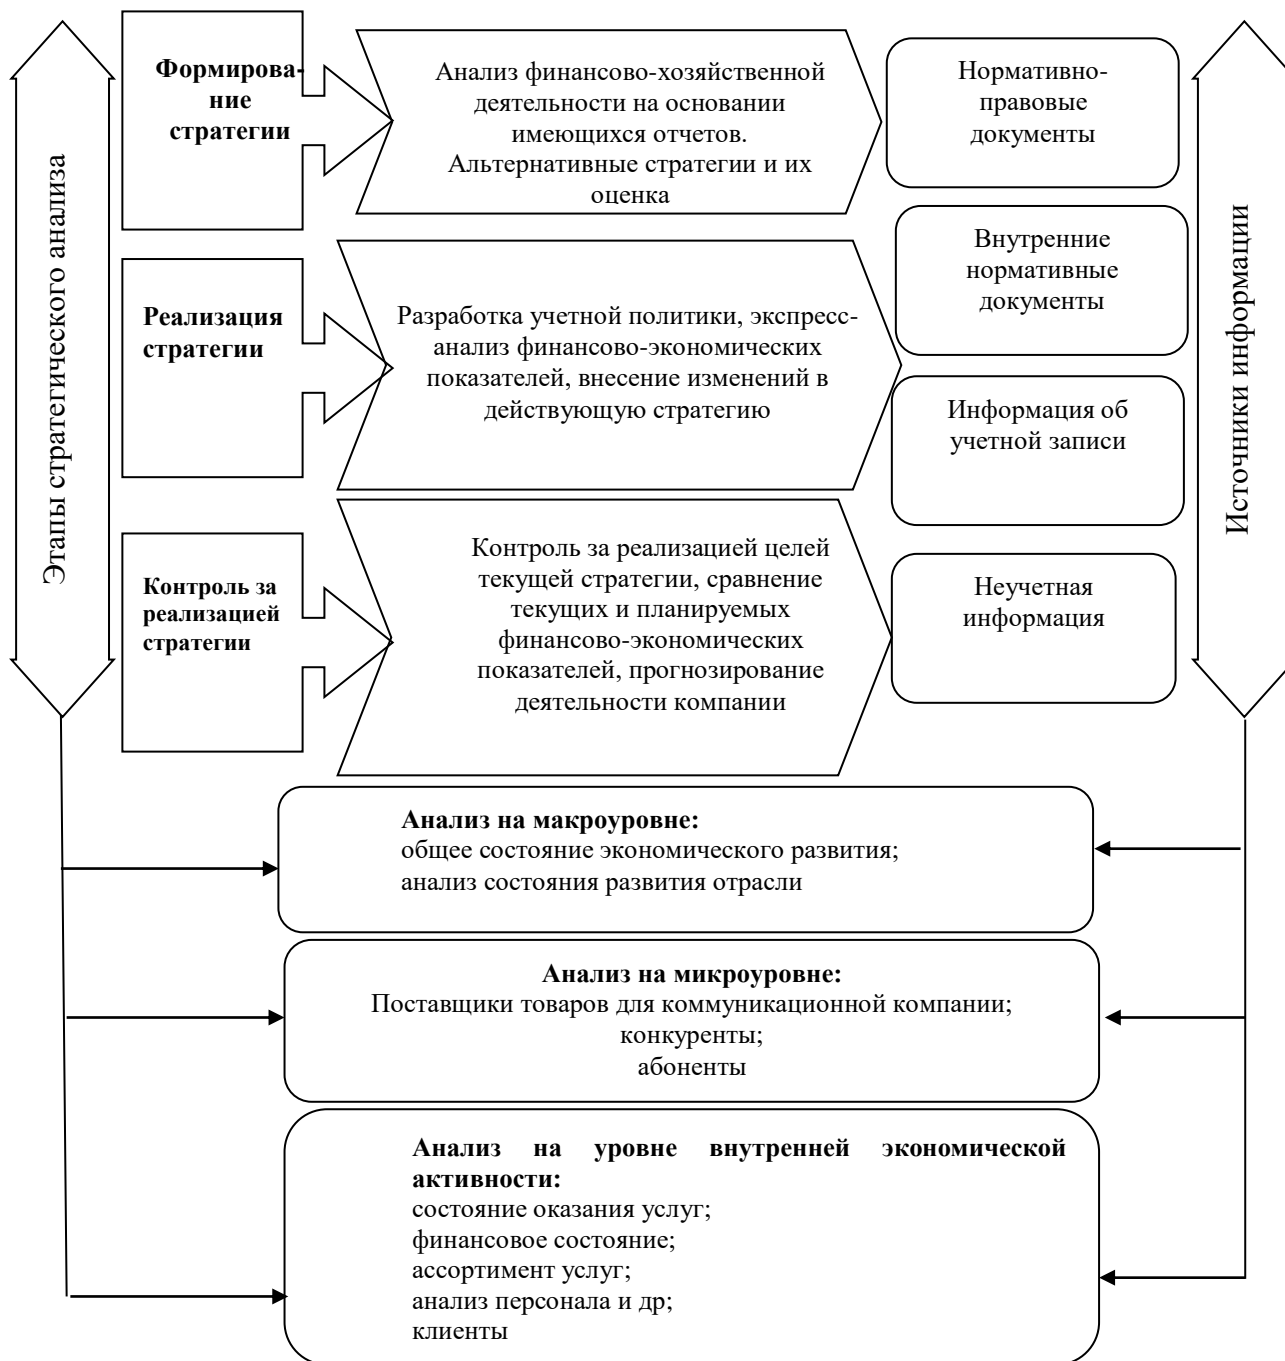 Этапы стратегического анализа
Формирова-
ние
стратегии
Анализ финансово-хозяйственной
деятельности на основании
имеющихся отчетов.
Альтернативные стратегии и их
оценка
Нормативно-
правовые
документы
Внутренние
нормативные
документы
Реализация
стратегии
Разработка учетной политики, экспресс-
анализ финансово-экономических
показателей, внесение изменений в
действующую стратегию
Информация об
учетной записи
Контроль за
реализацией
стратегии
Контроль за реализацией целей
текущей стратегии, сравнение
текущих и планируемых
финансово-экономических
показателей, прогнозирование
деятельности компании
Неучетная
информация
Источники информации
Анализ на макроуровне:
общее состояние экономического развития;
анализ состояния развития отрасли
Анализ на микроуровне:
Поставщики товаров для коммуникационной компании;
конкуренты;
абоненты
Анализ на уровне внутренней экономической
активности:
состояние оказания услуг;
финансовое состояние;
ассортимент услуг;
анализ персонала и др;
клиенты